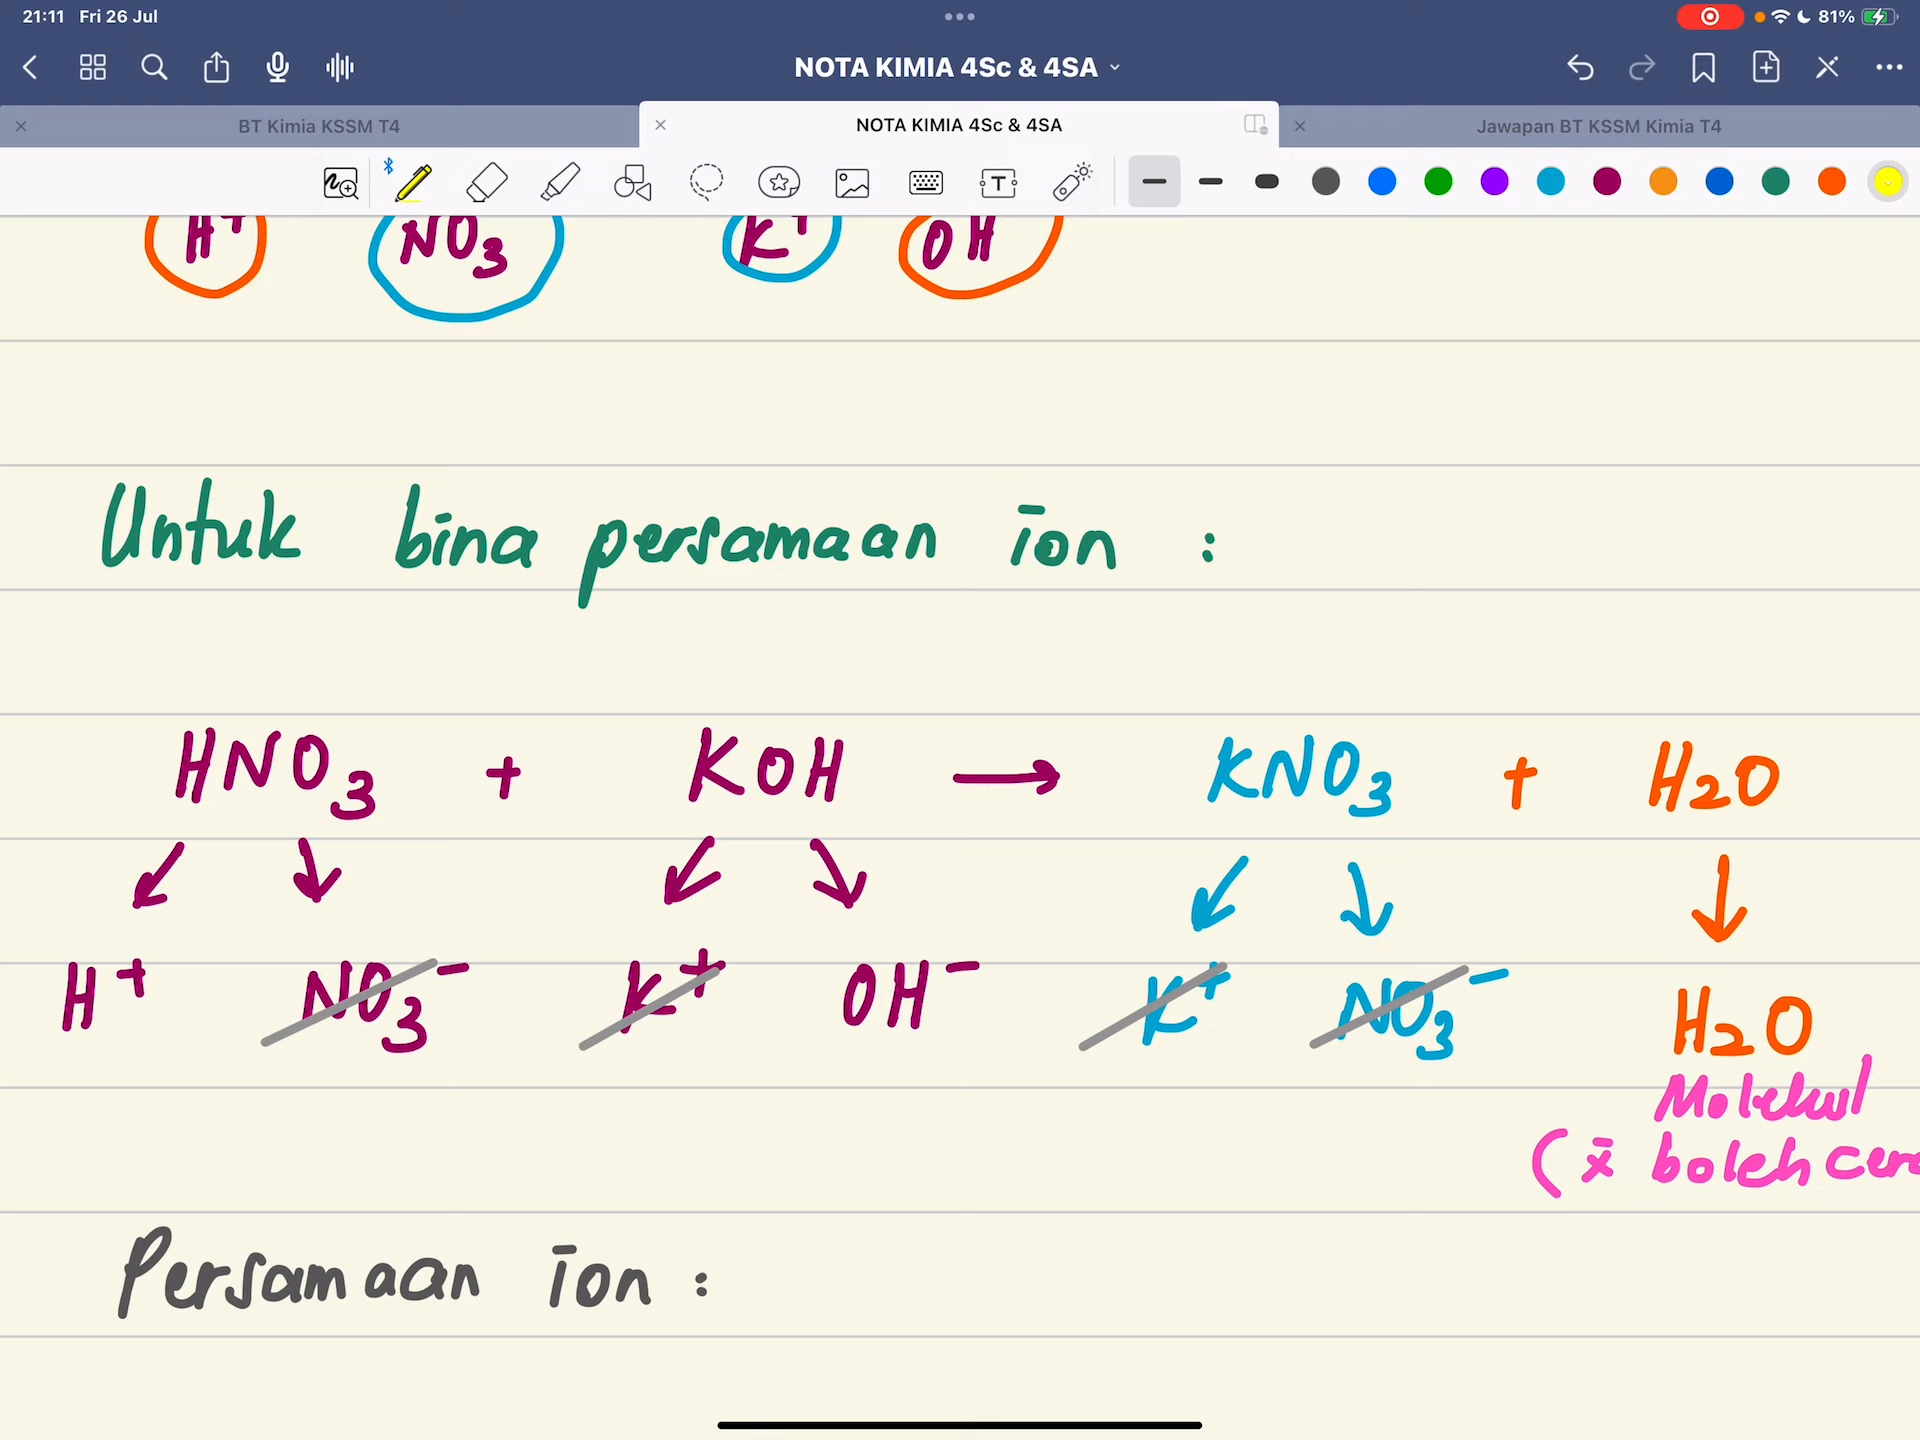 21:11 Fri 26 Jul
81%
NOTA KIMIA 4Sc & 4SA
BT Kimia KSSM T4
NOTA KIMIA 4Sc & 4SA
Jawapan BT KSSM Kimia T4
H⁺ NO₃ K⁺ OH
Untuk bina persamaan ion :
HNO₃ + KOH → KNO₃ + H₂O
H⁺ NO₃⁻ K⁺ OH⁻ K⁺ NO₃⁻ H₂O
Molekul
(x̄ boleh cera
Persamaan ion :